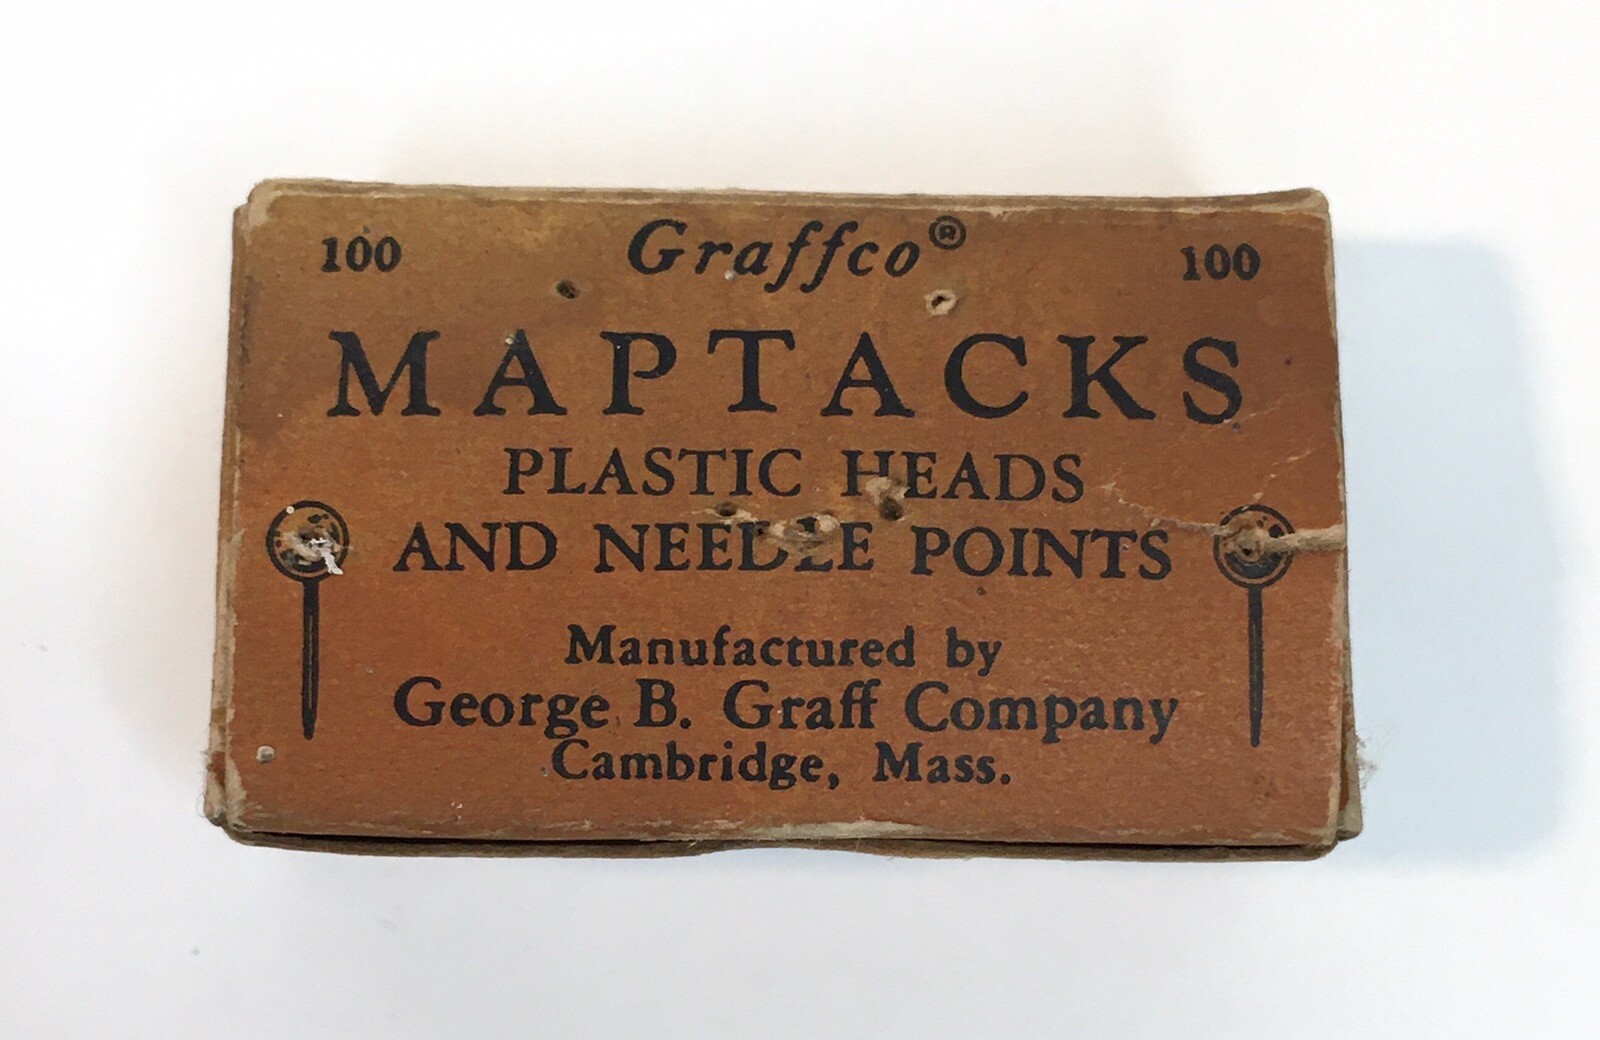 100 Graffco® 100
MAPTACKS
PLASTIC HEADS
AND NEEDLE POINTS
Manufactured by
George B. Graff Company
Cambridge, Mass.